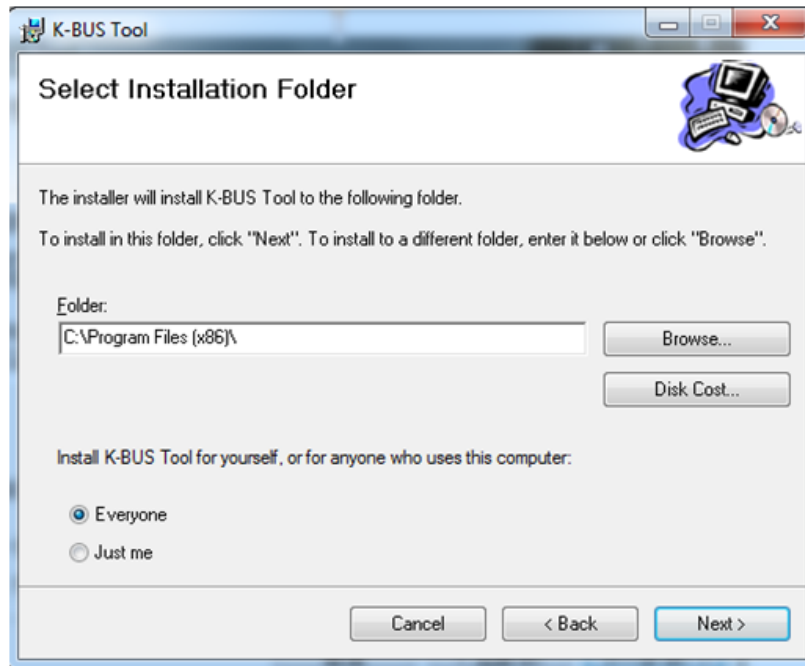 K-BUS Tool
Select Installation Folder
The installer will install K-BUS Tool to the following folder.
To install in this folder, click "Next". To install to a different folder, enter it below or click "Browse".
Folder:
C:\Program Files (x86)\
Browse...
Disk Cost...
Install K-BUS Tool for yourself, or for anyone who uses this computer:
Everyone
Just me
Cancel
< Back
Next >